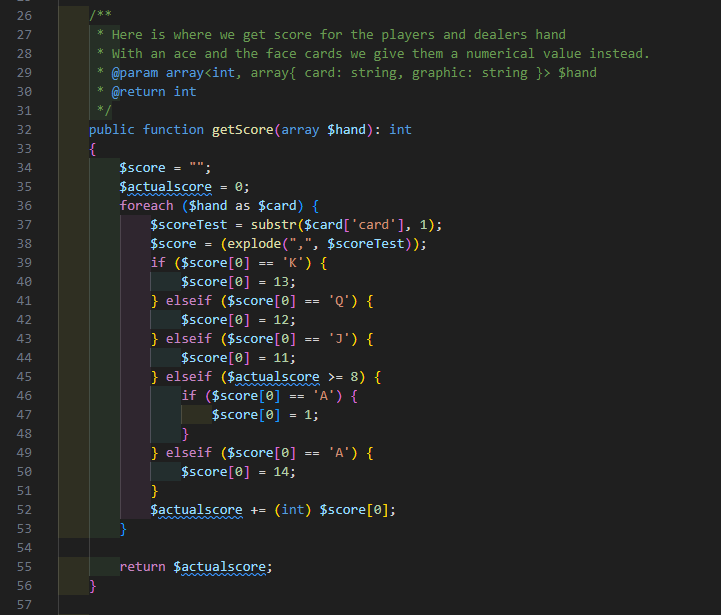 26 /**
27 * Here is where we get score for the players and dealers hand
28 * With an ace and the face cards we give them a numerical value instead.
29 * @param array<int, array{ card: string, graphic: string }> $hand
30 * @return int
31 */
32 public function getScore(array $hand): int
33 {
34 $score = "";
35 $actualscore = 0;
36 foreach ($hand as $card) {
37 $scoreTest = substr($card['card'], 1);
38 $score = (explode(",", $scoreTest));
39 if ($score[0] == 'K') {
40 $score[0] = 13;
41 } elseif ($score[0] == 'Q') {
42 $score[0] = 12;
43 } elseif ($score[0] == 'J') {
44 $score[0] = 11;
45 } elseif ($actualscore >= 8) {
46 if ($score[0] == 'A') {
47 $score[0] = 1;
48 }
49 } elseif ($score[0] == 'A') {
50 $score[0] = 14;
51 }
52 $actualscore += (int) $score[0];
53 }
54
55 return $actualscore;
56 }
57